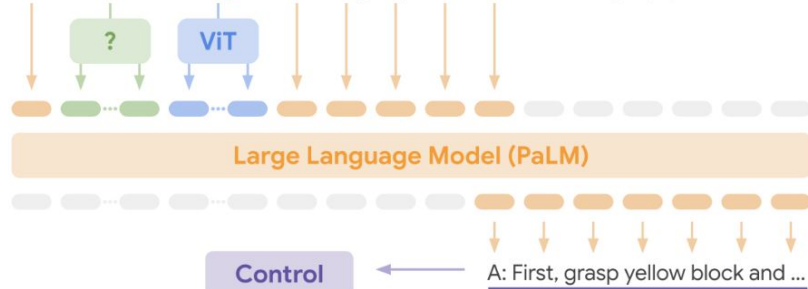 ?
ViT
Large Language Model (PaLM)
Control
A: First, grasp yellow block and ...